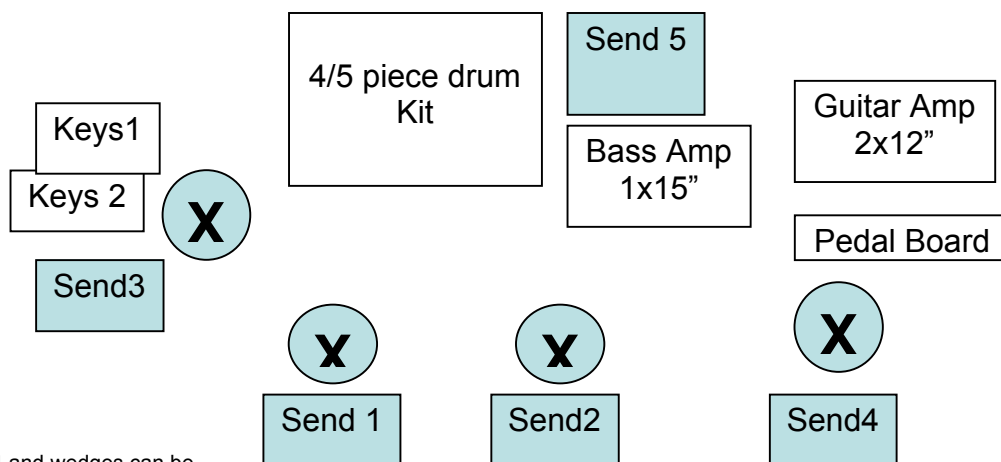 Send 5
4/5 piece drum
Kit
Guitar Amp
2x12”
Keys1
Bass Amp
1x15”
Keys 2
X
Pedal Board
Send3
X
x
x
Send 1
Send2
Send4
and wedges can be